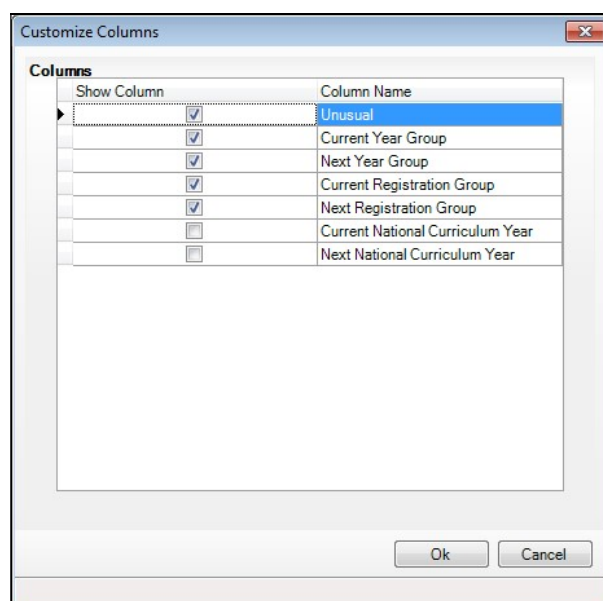 Customize Columns
Columns
Show Column Column Name
Unusual
Current Year Group
Next Year Group
Current Registration Group
Next Registration Group
Current National Curriculum Year
Next National Curriculum Year
Ok Cancel